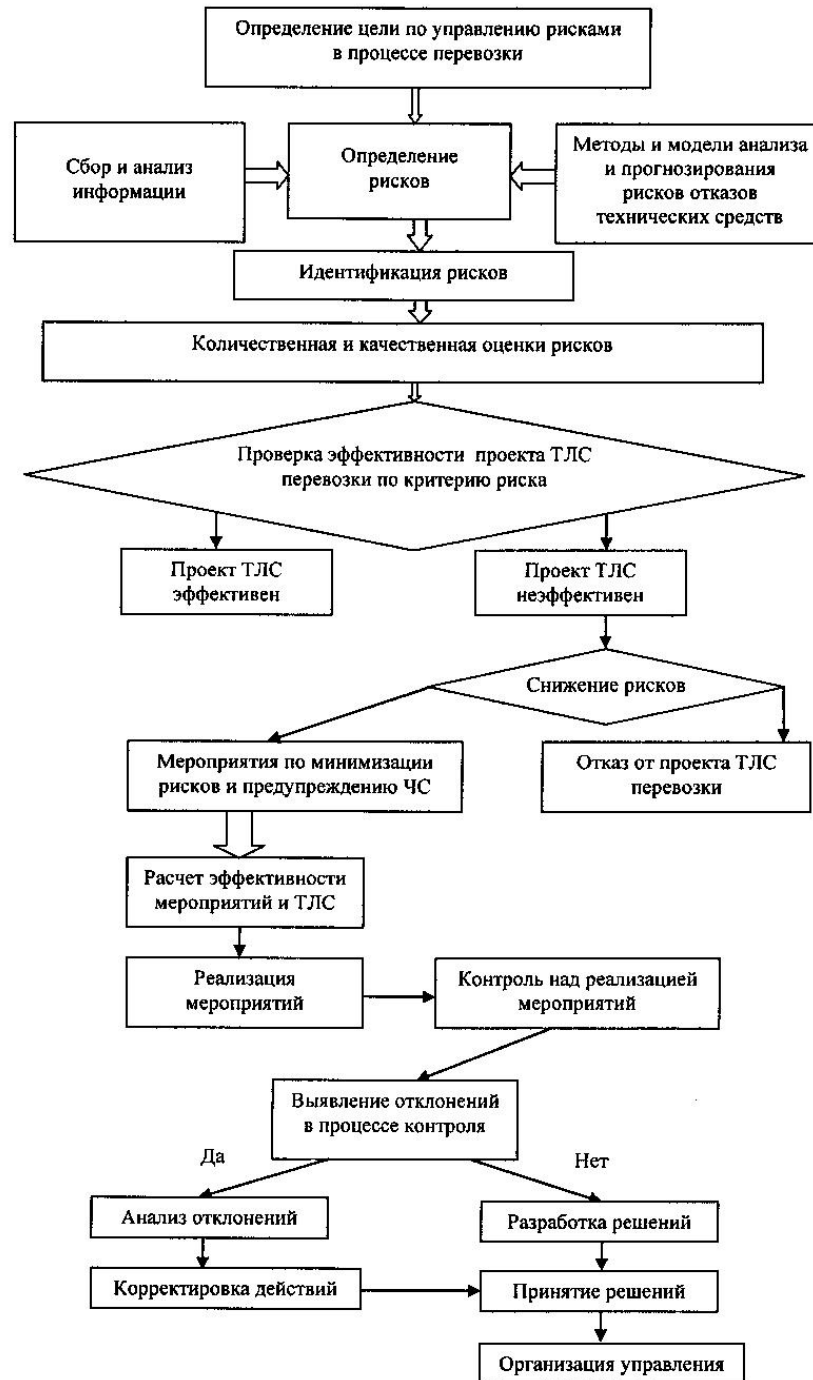 Определение цели по управлению рисками
в процессе перевозки
Сбор и анализ
информации
Определение
рисков
Методы и модели анализа
и прогнозирования
рисков отказов
технических средств
Идентификация рисков
Количественная и качественная оценки рисков
Проверка эффективности проекта ТЛС
перевозки по критерию риска
Проект ТЛС
эффективен
Проект ТЛС
неэффективен
Снижение рисков
Мероприятия по минимизации
рисков и предупреждению ЧС
Отказ от проекта ТЛС
перевозки
Расчет эффективности
мероприятий и ТЛС
Реализация
мероприятий
Контроль над реализацией
мероприятий
Выявление отклонений
в процессе контроля
Да
Нет
Анализ отклонений
Разработка решений
Корректировка действий
Принятие решений
Организация управления